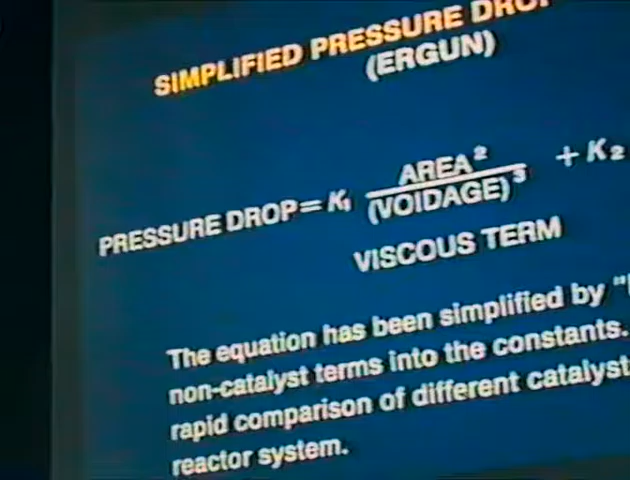 SIMPLIFIED PRESSURE
(ERGUN)
PRESSURE DROP = K₁ AREA² / (VOIDAGE)³ + K₂
VISCOUS TERM
The equation has been simplified by "
non-catalyst terms into the constants.
rapid comparison of different catalyst
reactor system.